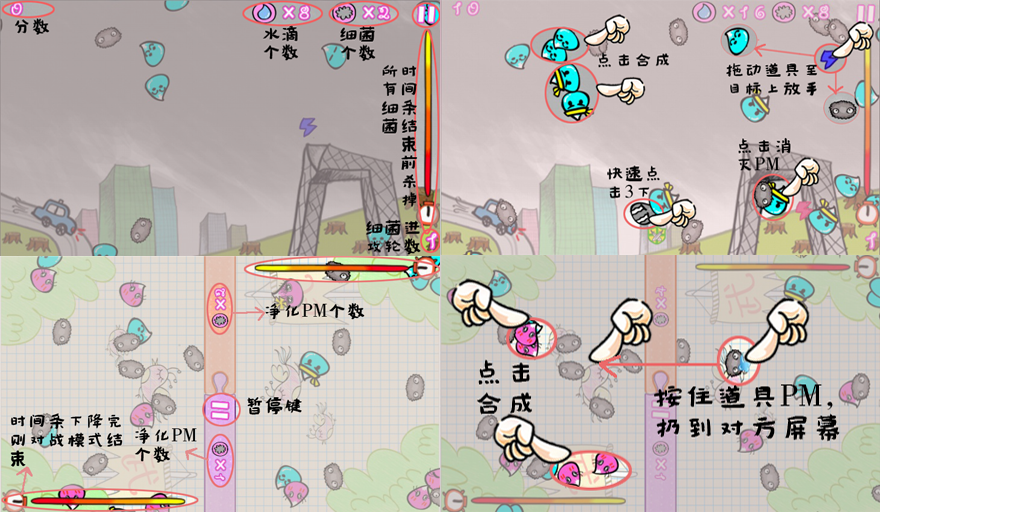 0
×8
×2
分数
水滴
个数
细菌
个数
时间条结束前
所有细菌
杀掉
细菌进
攻轮数
1
10
×16
×8
点击合成
拖动道具至
目标上放手
点击消
灭PM
快速点
击3下
净化PM个数
暂停键
时间条下降完
则对战模式结
束
净化PM
个数
×1
点击
合成
按住道具PM，
扔到对方屏幕